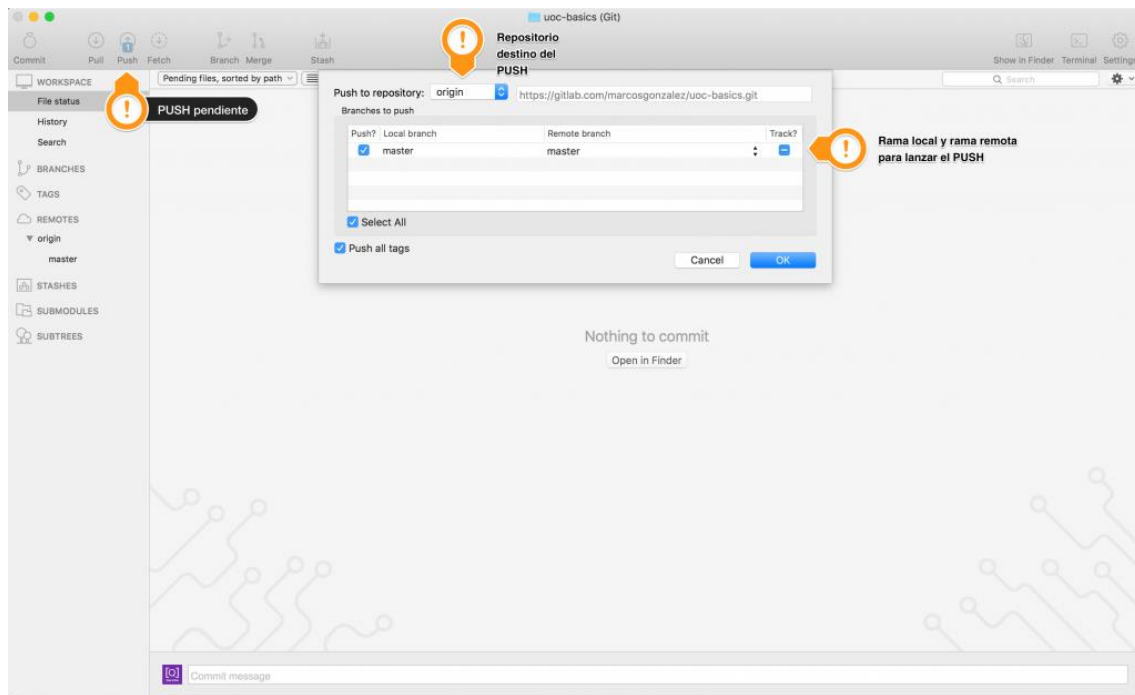 uoc-basics (Git)
Commit Pull Push Fetch Branch Merge Stash Show in Finder Terminal Settings
1
Repositorio
destino del
PUSH
WORKSPACE
File status
History
Search
BRANCHES
TAGS
REMOTES
origin
master
STASHES
SUBMODULES
SUBTREES
Pending files, sorted by path
Search
PUSH pendiente
Push to repository: origin https://gitlab.com/marcosgonzalez/uoc-basics.git
Branches to push
Push? Local branch Remote branch Track?
master master
Select All
Push all tags
Cancel OK
Rama local y rama remota
para lanzar el PUSH
Nothing to commit
Open in Finder
Commit message